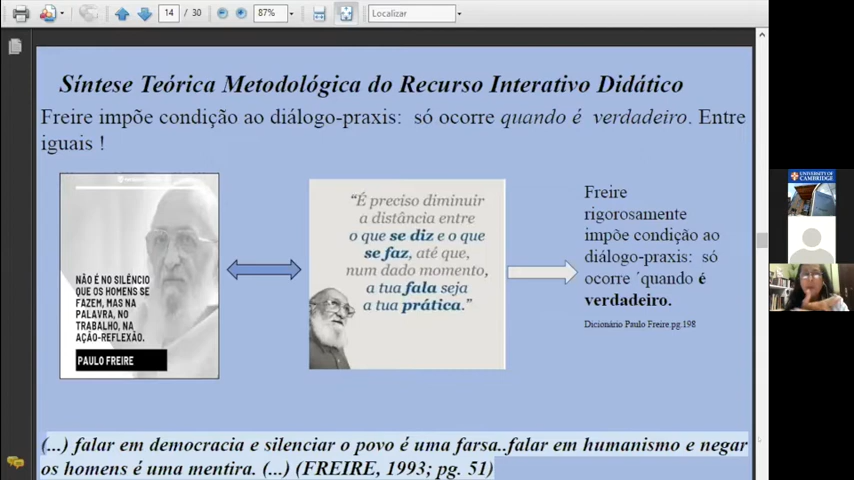 14 / 30
87%
Localizar
Síntese Teórica Metodológica do Recurso Interativo Didático
Freire impõe condição ao diálogo-praxis: só ocorre quando é verdadeiro. Entre
iguais !
NÃO É NO SILÊNCIO
QUE OS HOMENS SE
FAZEM, MAS NA
PALAVRA, NO
TRABALHO, NA
AÇÃO-REFLEXÃO.
PAULO FREIRE
“É preciso diminuir
a distância entre
o que se diz e o que
se faz, até que,
num dado momento,
a tua fala seja
a tua prática.”
Freire
rigorosamente
impõe condição ao
diálogo-praxis: só
ocorre ´quando é
verdadeiro.
Dicionário Paulo Freire.pg.198
(...) falar em democracia e silenciar o povo é uma farsa..falar em humanismo e negar
os homens é uma mentira. (...) (FREIRE, 1993; pg. 51)
UNIVERSITY OF
CAMBRIDGE